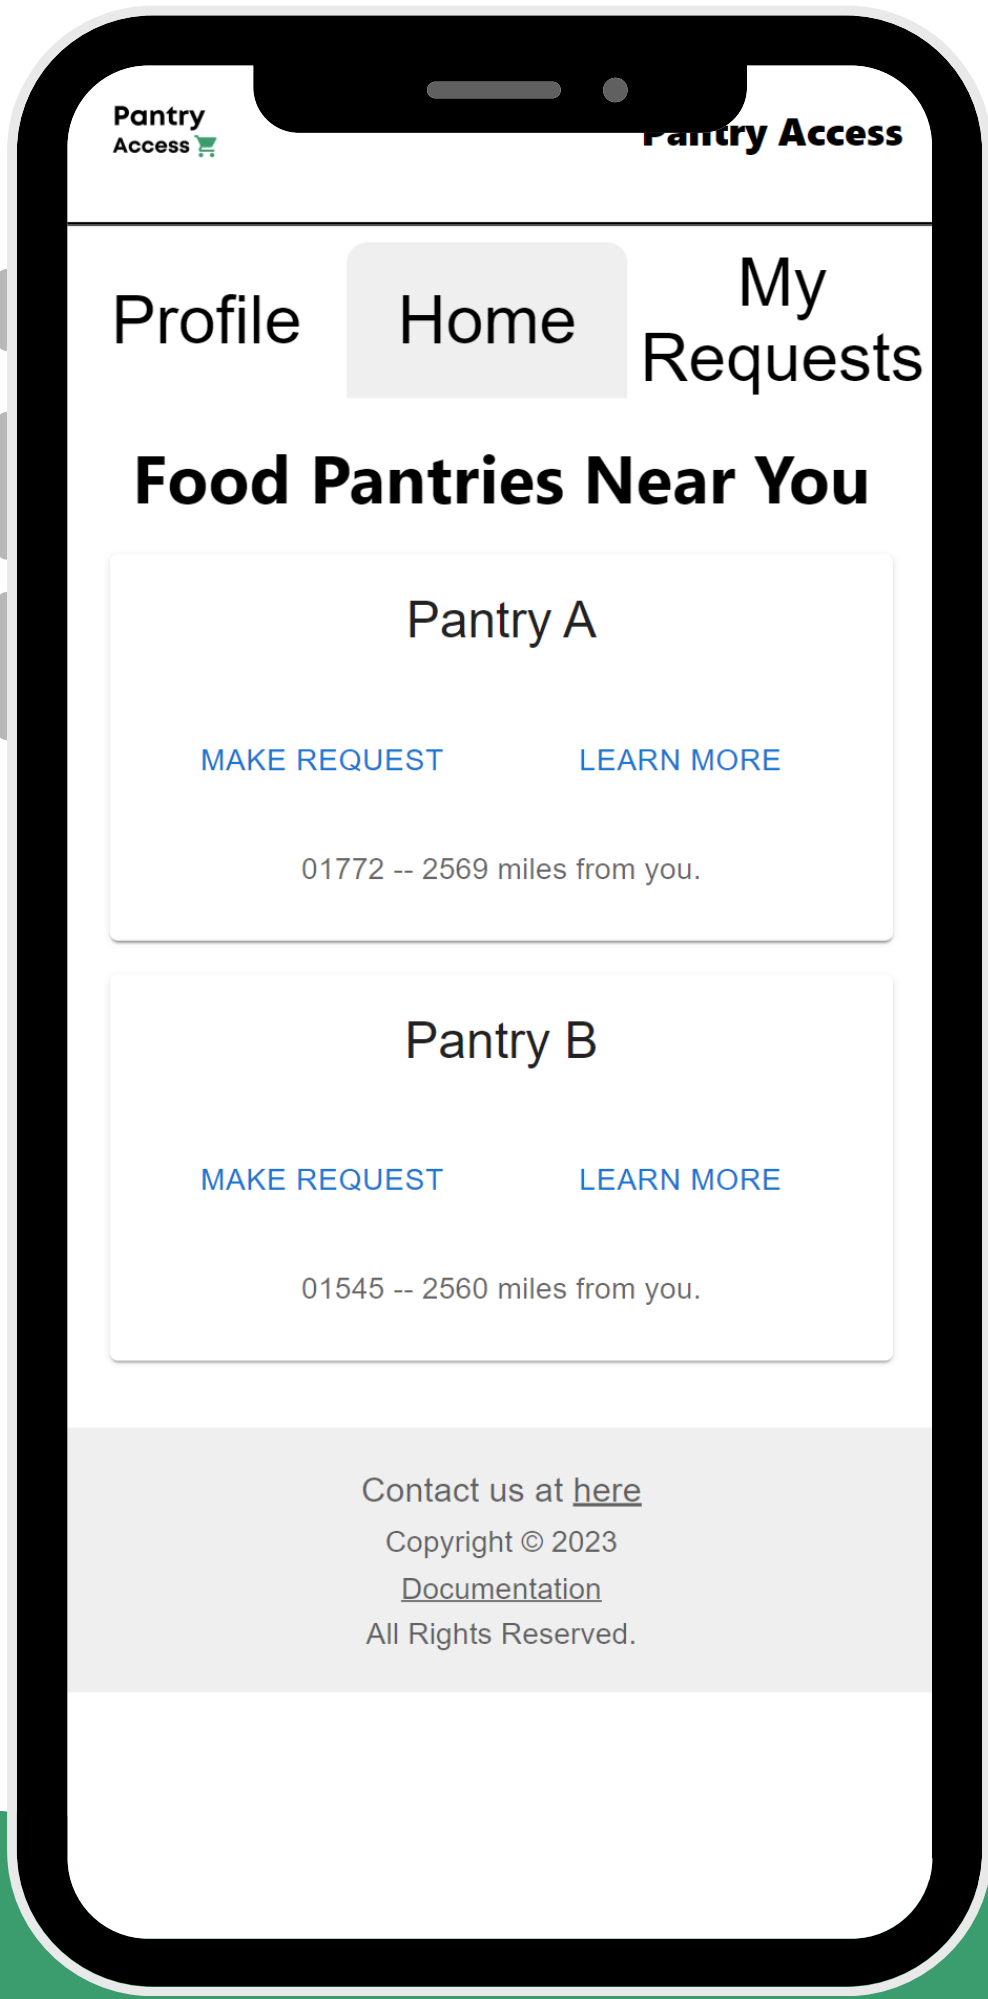 Pantry
Access
Pantry Access
Profile
Home
My
Requests
Food Pantries Near You
Pantry A
MAKE REQUEST
LEARN MORE
01772 -- 2569 miles from you.
Pantry B
MAKE REQUEST
LEARN MORE
01545 -- 2560 miles from you.
Contact us at here
Copyright © 2023
Documentation
All Rights Reserved.